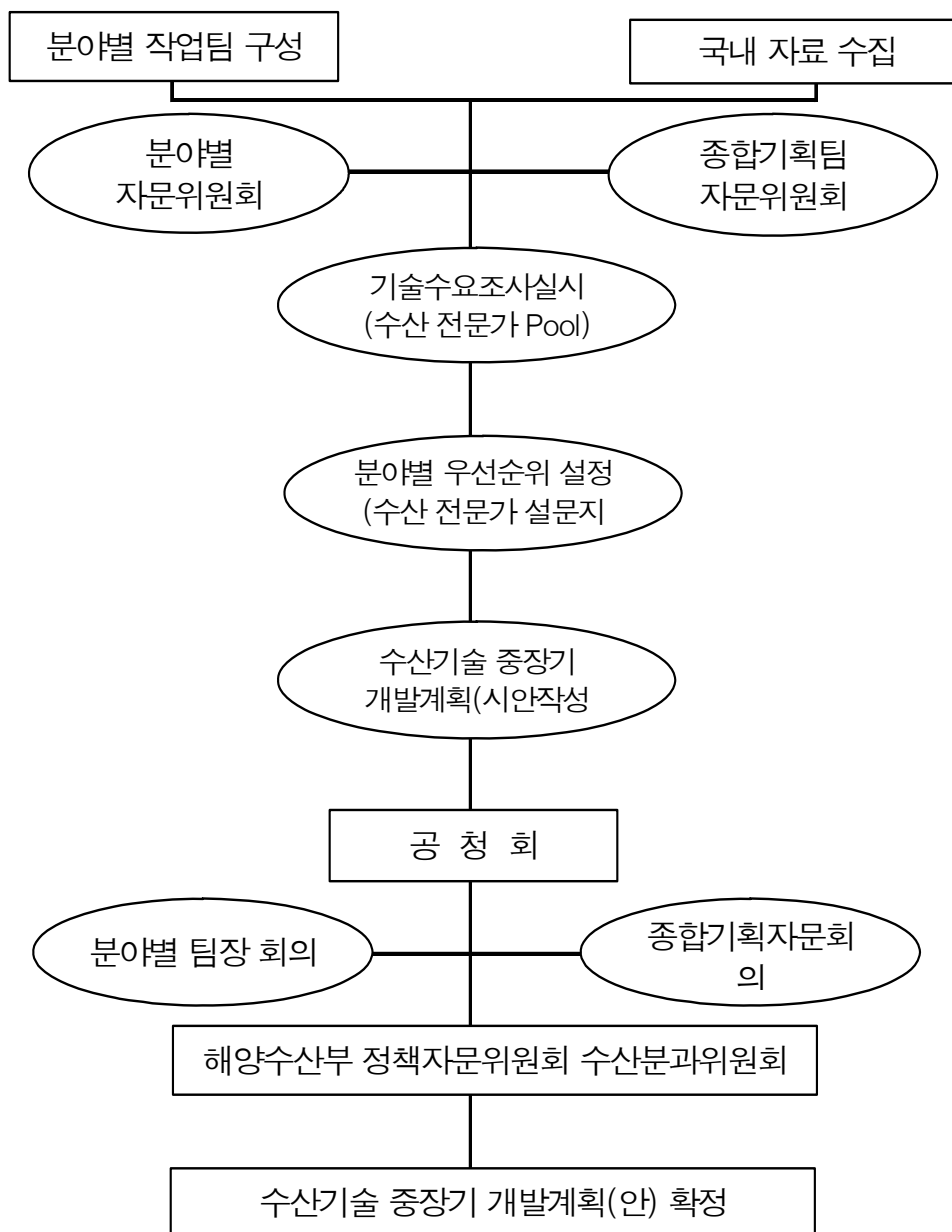 분야별 작업팀 구성
국내 자료 수집
분야별
자문위원회
종합기획팀
자문위원회
기술수요조사실시
(수산 전문가 Pool)
분야별 우선순위 설정
(수산 전문가 설문지
수산기술 중장기
개발계획(시안작성
공 청 회
분야별 팀장 회의
종합기획자문회
의
해양수산부 정책자문위원회 수산분과위원회
수산기술 중장기 개발계획(안) 확정